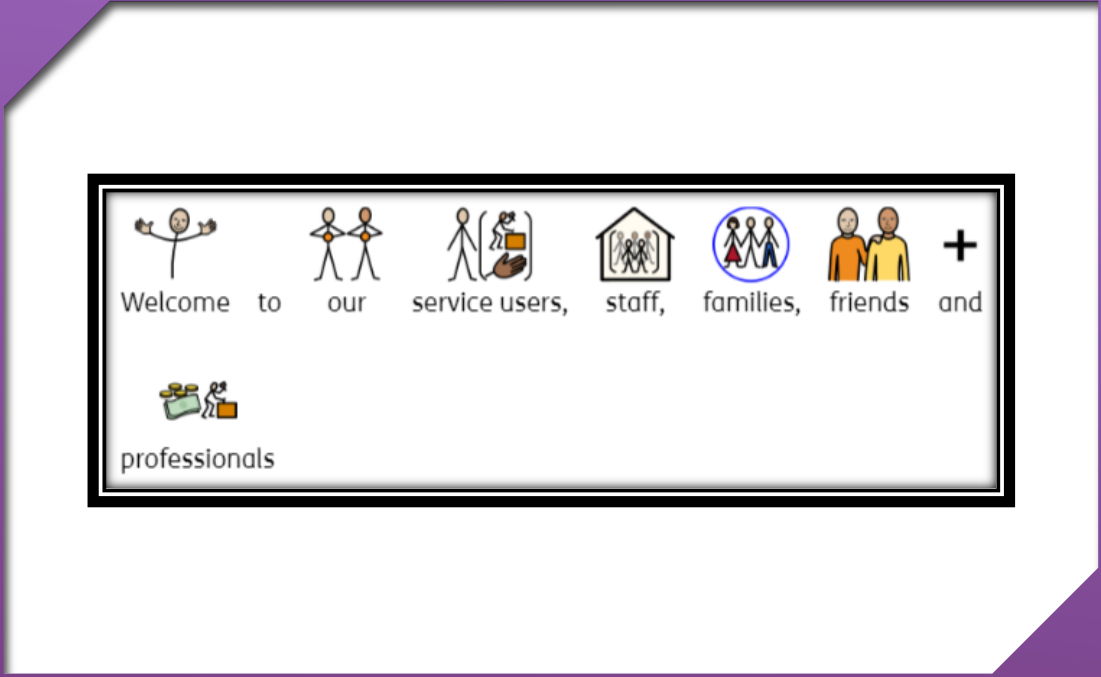 Welcome to our service users, staff, families, friends and
professionals